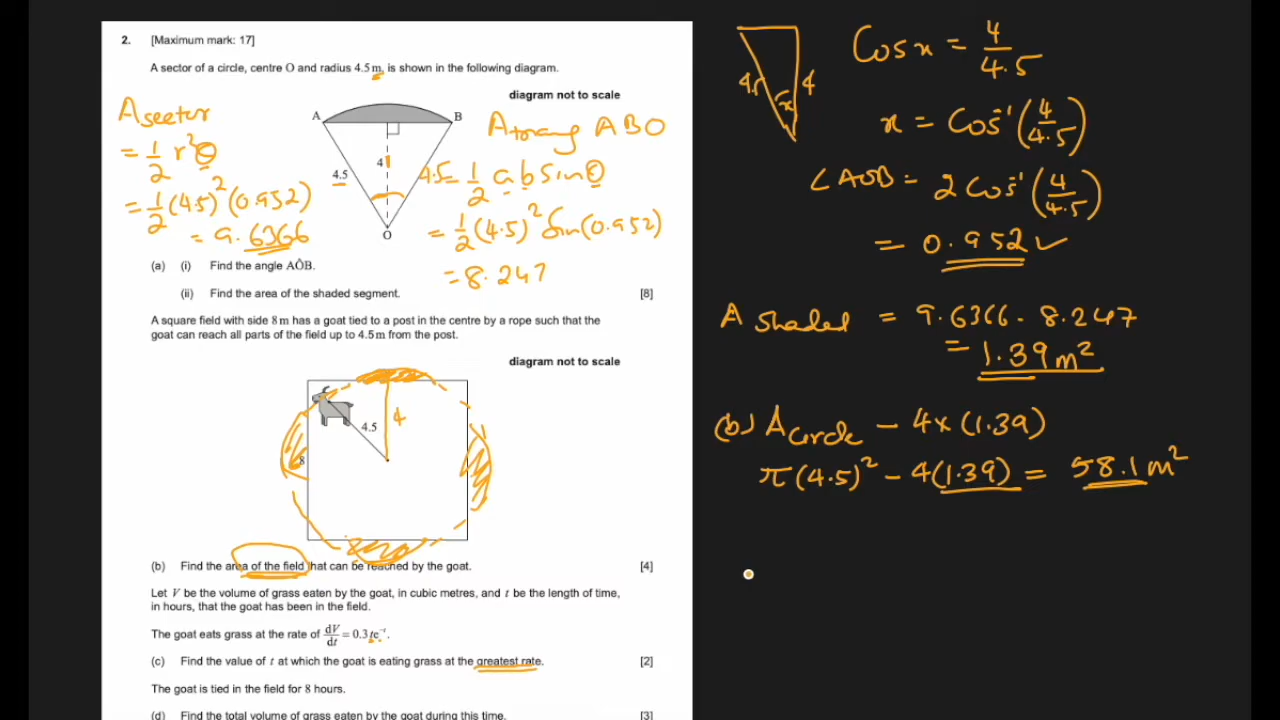 2. [Maximum mark: 17]
A sector of a circle, centre O and radius 4.5 m, is shown in the following diagram.
diagram not to scale
A
B
4
4.5
4.5
O
A sector
= 1/2 r² θ
= 1/2 (4.5)² (0.952)
= 9.6366
A triang ABO
= 1/2 a b sin θ
= 1/2 (4.5)² Sin(0.952)
= 8.247
(a) (i) Find the angle AÔB.
(ii) Find the area of the shaded segment. [8]
A square field with side 8 m has a goat tied to a post in the centre by a rope such that the
goat can reach all parts of the field up to 4.5 m from the post.
diagram not to scale
4.5
4
8
(b) Find the area of the field that can be reached by the goat. [4]
Let V be the volume of grass eaten by the goat, in cubic metres, and t be the length of time,
in hours, that the goat has been in the field.
The goat eats grass at the rate of dV/dt = 0.3te⁻ᵗ.
(c) Find the value of t at which the goat is eating grass at the greatest rate. [2]
The goat is tied in the field for 8 hours.
(d) Find the total volume of grass eaten by the goat during this time. [3]
4.5
4
x
Cos x = 4/4.5
x = Cos⁻¹ (4/4.5)
∠AOB = 2 Cos⁻¹ (4/4.5)
= 0.952 ✓
A shaded = 9.6366 - 8.247
= 1.39 m²
(b) A circle - 4 x (1.39)
π (4.5)² - 4(1.39) = 58.1 m²